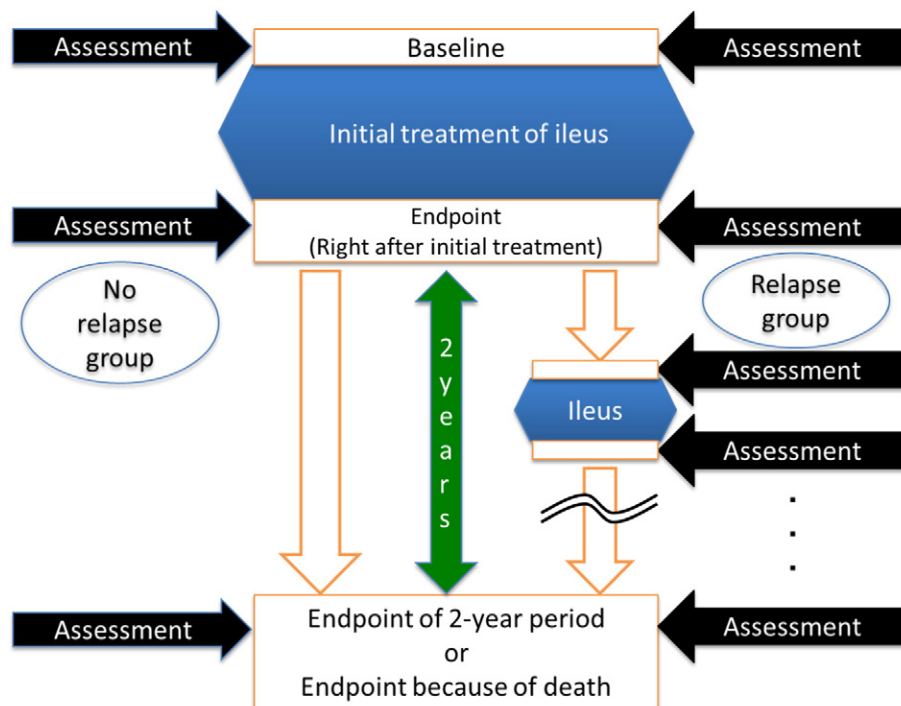 Assessment
Baseline
Assessment
Initial treatment of ileus
Assessment
Endpoint
(Right after initial treatment)
Assessment
No
relapse
group
2
y
e
a
r
s
Relapse
group
Assessment
Ileus
Assessment
.
.
.
Assessment
Endpoint of 2-year period
or
Endpoint because of death
Assessment